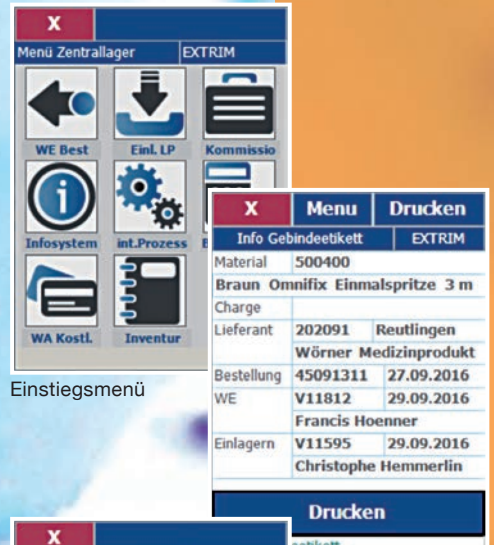 X
Menü Zentrallager EXTRIM
WE Best Einl. LP Kommissio
Infosystem int.Prozess
WA Kostl. Inventur
Einstiegsmenü
X Menu Drucken
Info Gebindeetikett EXTRIM
Material 500400
Braun Omnifix Einmalspritze 3 m
Charge
Lieferant 202091 Reutlingen
Wörner Medizinprodukt
Bestellung 45091311 27.09.2016
WE V11812 29.09.2016
Francis Hoenner
Einlagern V11595 29.09.2016
Christophe Hemmerlin
Drucken
X